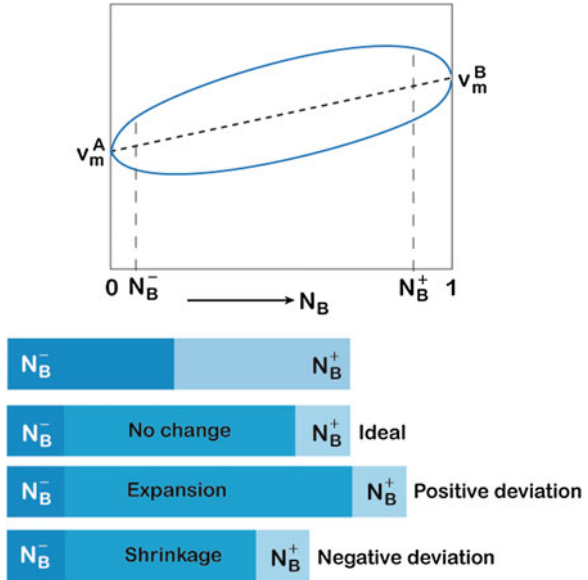 v_m^B
v_m^A
0 N_B^- → N_B N_B^+ 1
N_B^- N_B^+
N_B^- No change N_B^+ Ideal
N_B^- Expansion N_B^+ Positive deviation
N_B^- Shrinkage N_B^+ Negative deviation